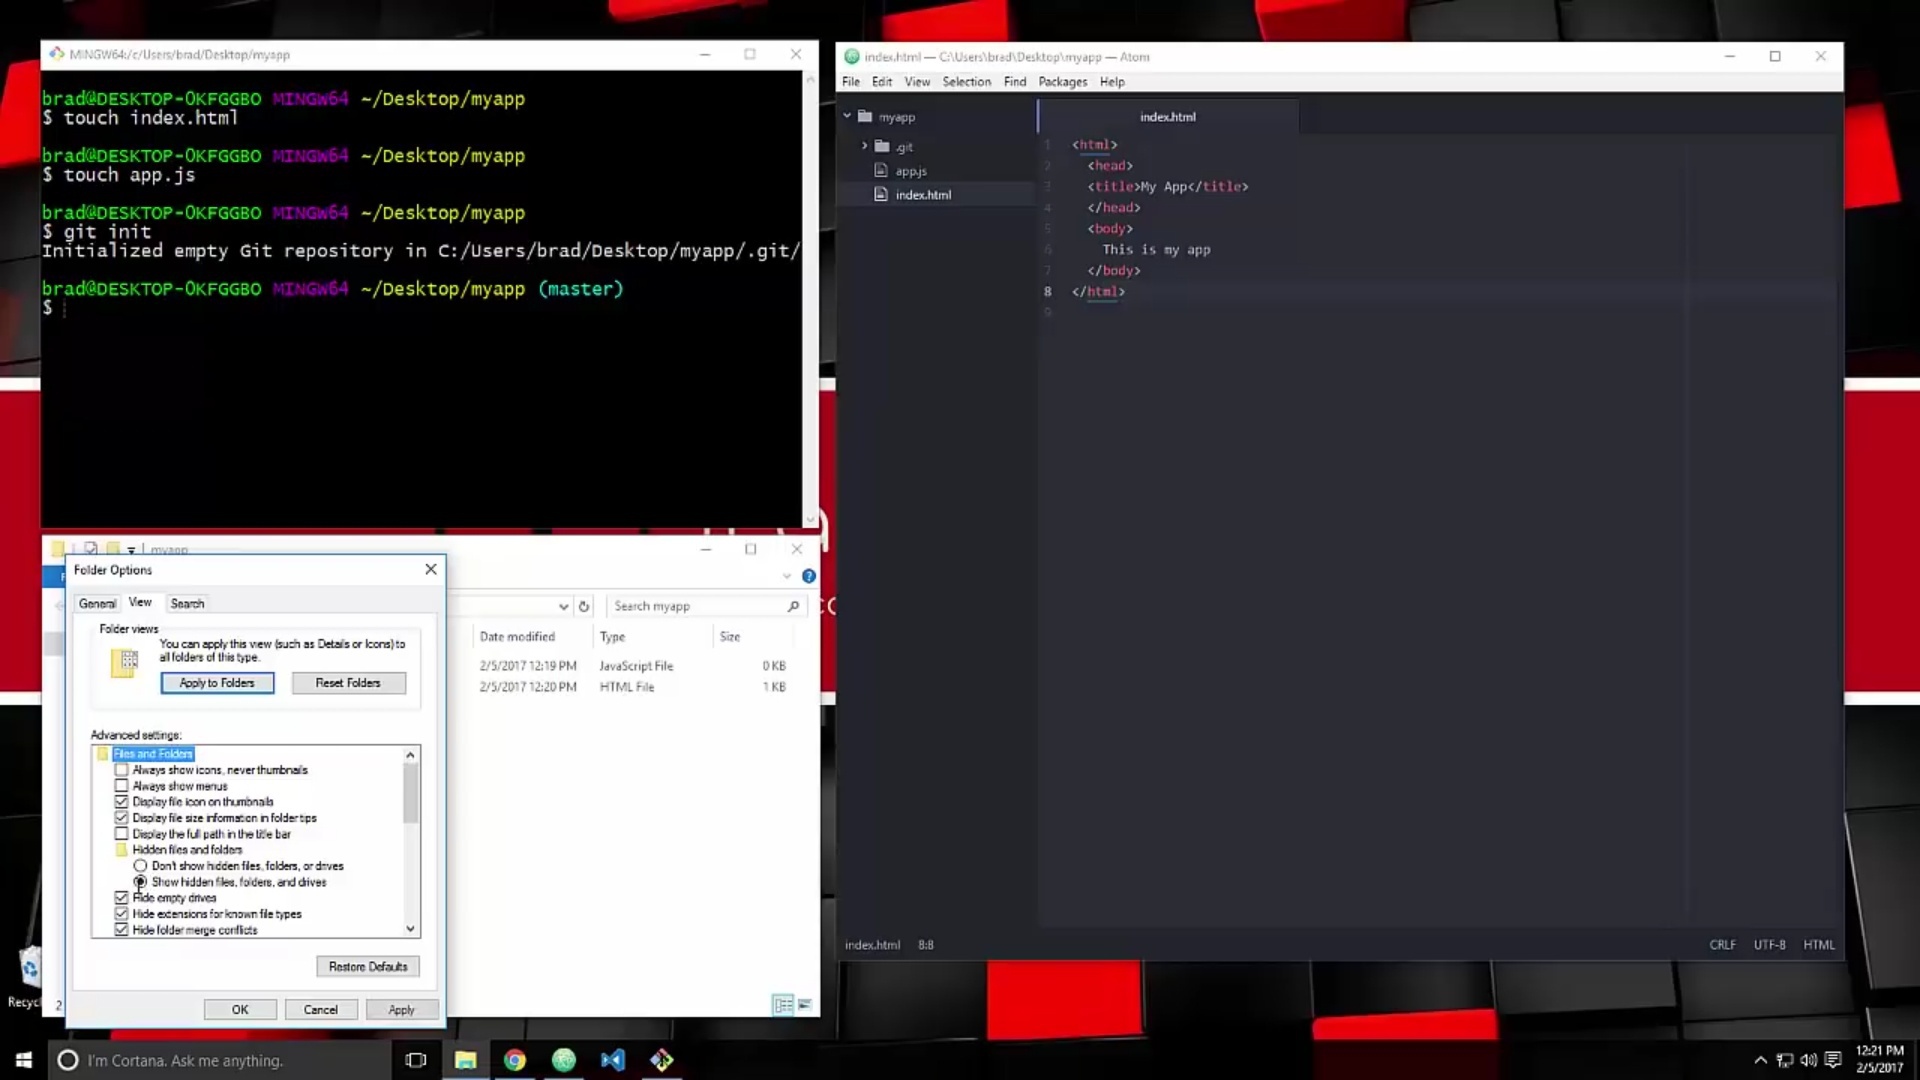 MINGW64:/c/Users/brad/Desktop/myapp
brad@DESKTOP-0KFGGBO MINGW64 ~/Desktop/myapp
$ touch index.html
brad@DESKTOP-0KFGGBO MINGW64 ~/Desktop/myapp
$ touch app.js
brad@DESKTOP-0KFGGBO MINGW64 ~/Desktop/myapp
$ git init
Initialized empty Git repository in C:/Users/brad/Desktop/myapp/.git/
brad@DESKTOP-0KFGGBO MINGW64 ~/Desktop/myapp (master)
$
myapp
Search myapp
Date modified Type Size
2/5/2017 12:19 PM JavaScript File 0 KB
2/5/2017 12:20 PM HTML File 1 KB
2
Folder Options
General View Search
Folder views
You can apply this view (such as Details or Icons) to
all folders of this type.
Apply to Folders Reset Folders
Advanced settings:
Files and Folders
Always show icons, never thumbnails
Always show menus
Display file icon on thumbnails
Display file size information in folder tips
Display the full path in the title bar
Hidden files and folders
Don't show hidden files, folders, or drives
Show hidden files, folders, and drives
Hide empty drives
Hide extensions for known file types
Hide folder merge conflicts
Restore Defaults
OK Cancel Apply
index.html — C:\Users\brad\Desktop\myapp — Atom
File Edit View Selection Find Packages Help
myapp
.git
app.js
index.html
index.html
1 <html>
2 <head>
3 <title>My App</title>
4 </head>
5 <body>
6 This is my app
7 </body>
8 </html>
9
index.html 8:8 CRLF UTF-8 HTML
I'm Cortana. Ask me anything.
12:21 PM
2/5/2017